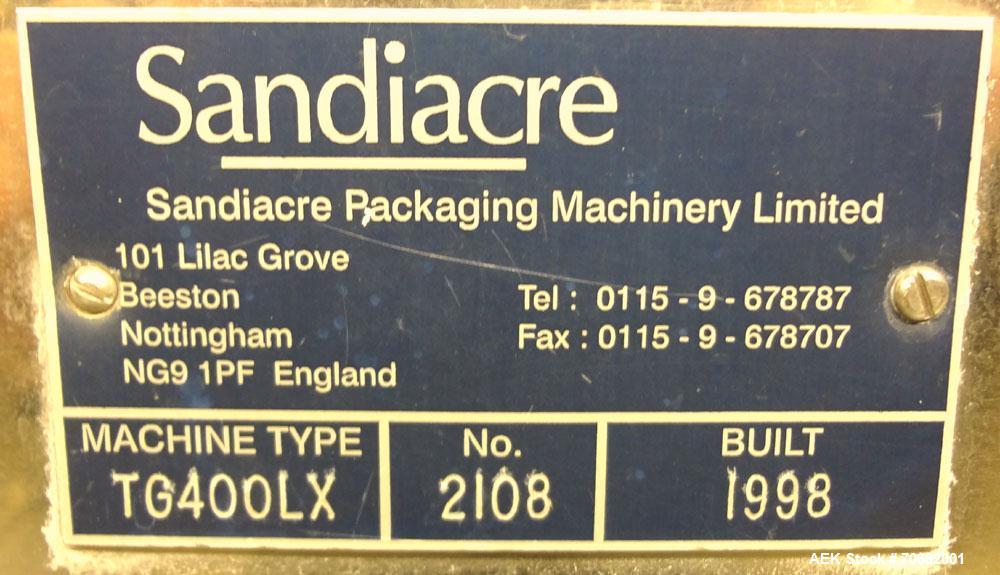 Sandiacre
Sandiacre Packaging Machinery Limited
101 Lilac Grove
Beeston
Nottingham
NG9 1PF England
Tel : 0115 - 9 - 678787
Fax : 0115 - 9 - 678707
MACHINE TYPE
TG400LX
No.
2108
BUILT
1998
AEK Stock #